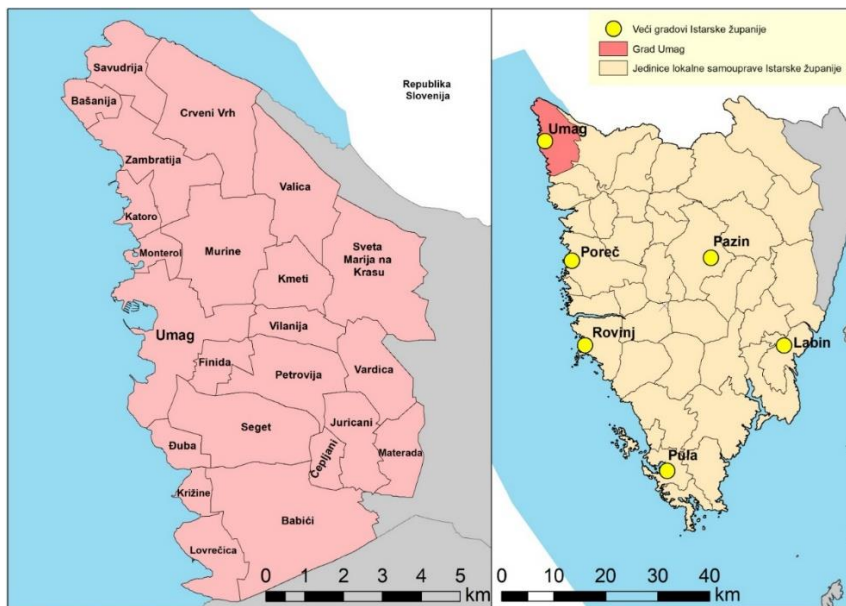 Savudrija
Bašanija
Crveni Vrh
Republika
Slovenija
Zambratija
Valica
Katoro
Monterol
Murine
Sveta
Marija na
Krasu
Kmeti
Umag
Vilanija
Finida
Petrovija
Vardica
Seget
Juricani
Đuba
Čepljani
Materada
Križine
Babići
Lovrečica
0 1 2 3 4 5
km
Veći gradovi Istarske županije
Grad Umag
Jedinice lokalne samouprave Istarske županije
Umag
Pazin
Poreč
Rovinj
Labin
Pula
0 10 20 30 40
km